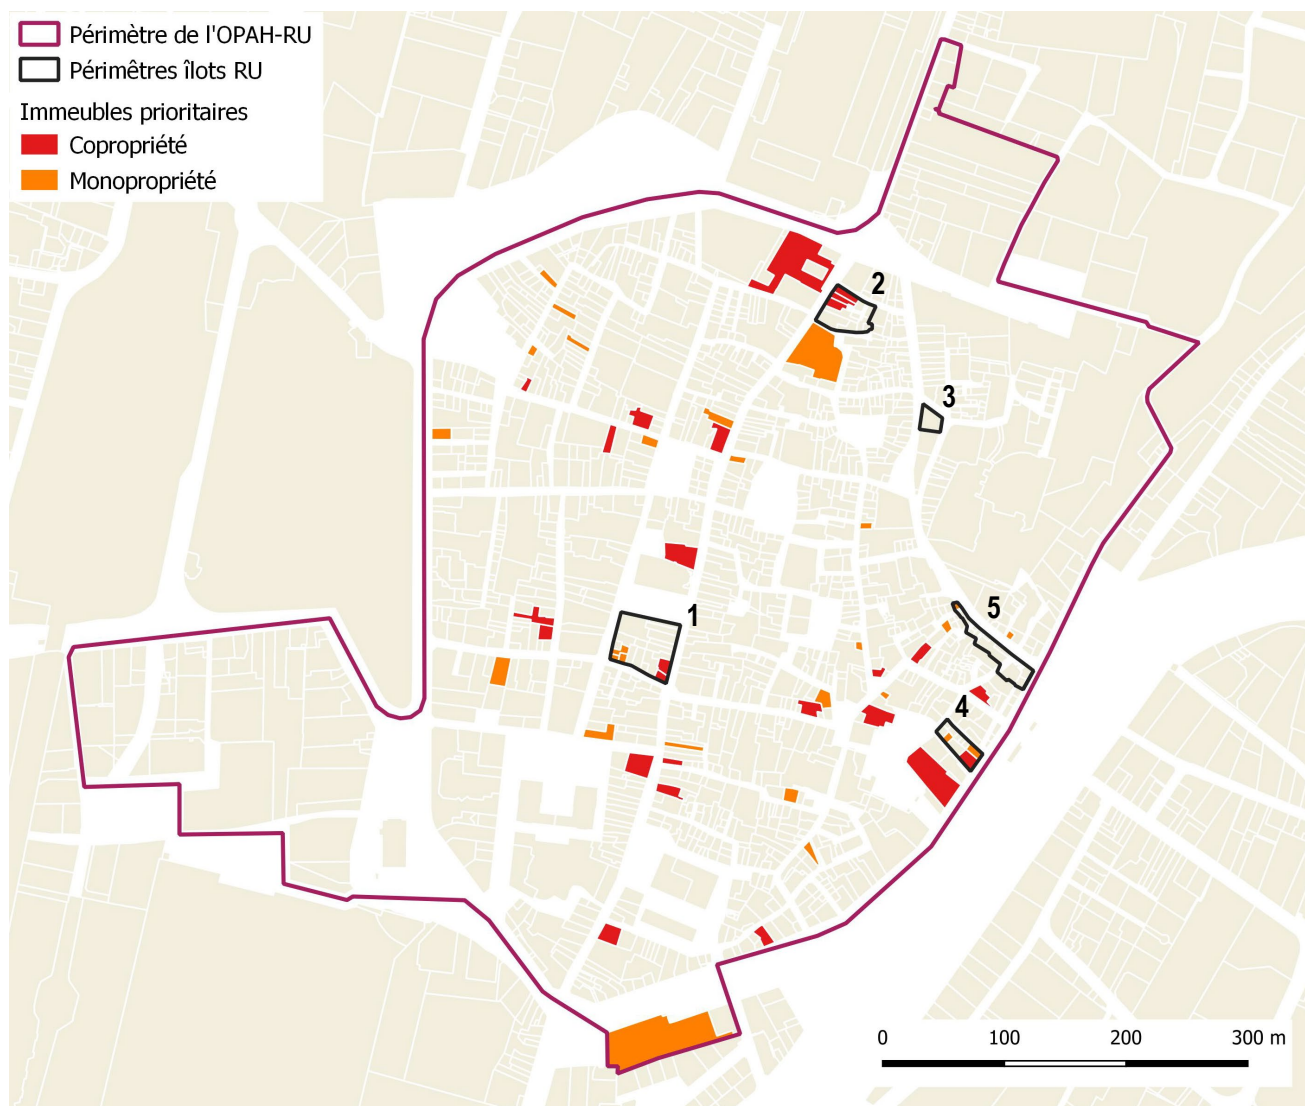 Périmètre de l'OPAH-RU
Périmêtres îlots RU
Immeubles prioritaires
Copropriété
Monopropriété
2
3
5
1
4
0 100 200 300 m